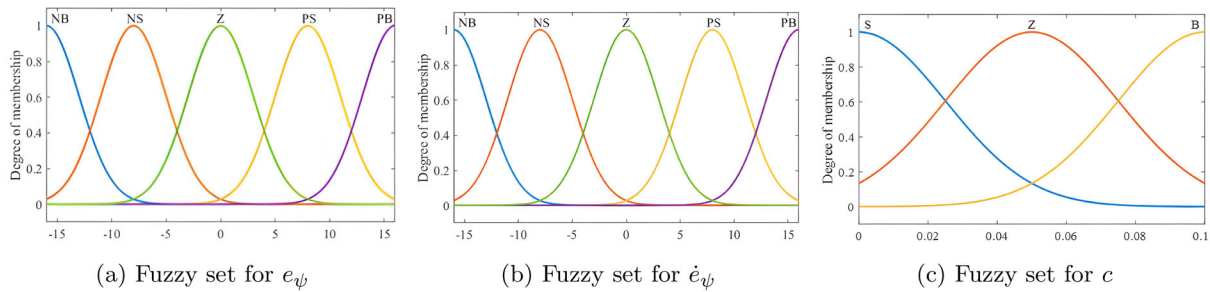 NB NS Z PS PB
1
0.8
0.6
0.4
0.2
0
Degree of membership
-15 -10 -5 0 5 10 15
(a) Fuzzy set for eψ
NB NS Z PS PB
1
0.8
0.6
0.4
0.2
0
Degree of membership
-16 -10 -5 0 5 10 15
(b) Fuzzy set for ėψ
S Z B
1
0.8
0.6
0.4
0.2
0
Degree of membership
0 0.02 0.04 0.06 0.08 0.1
(c) Fuzzy set for c